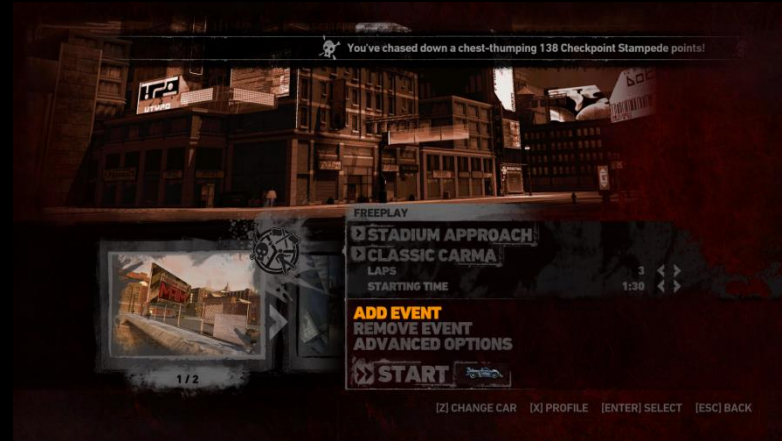 You've chased down a chest-thumping 138 Checkpoint Stampede points!
FREEPLAY
STADIUM APPROACH
CLASSIC CARMA
LAPS 3
STARTING TIME 1:30
ADD EVENT
REMOVE EVENT
ADVANCED OPTIONS
START
1 / 2
[Z] CHANGE CAR [X] PROFILE [ENTER] SELECT [ESC] BACK